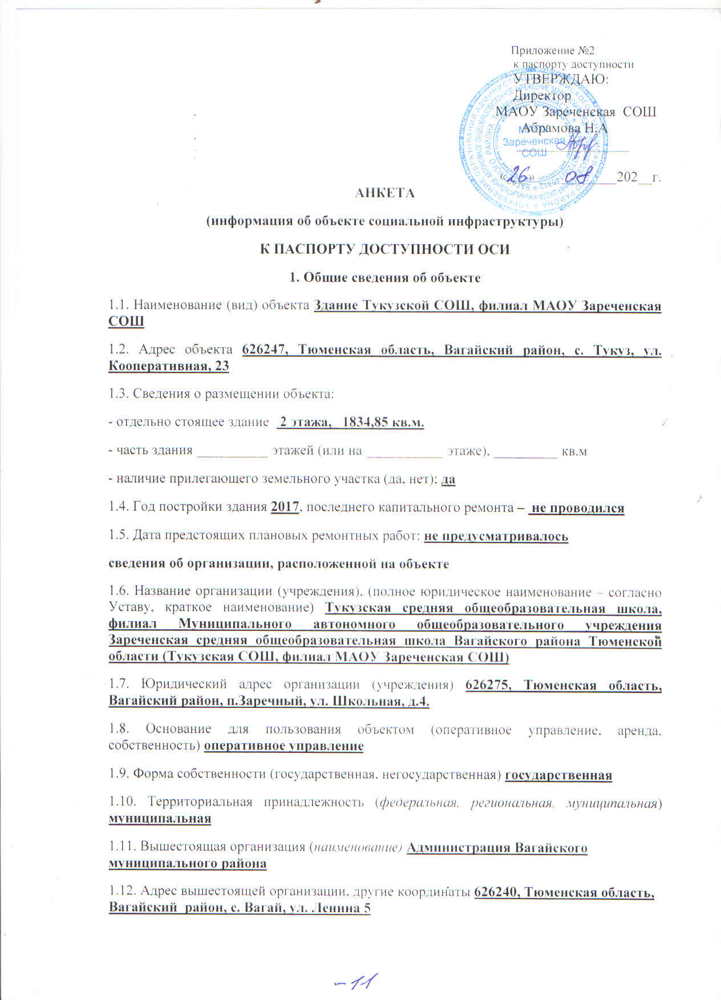 Приложение №2
к паспорту доступности
УТВЕРЖДАЮ:
Директор
МАОУ Зареченская СОШ
Абрамова Н.А
МАОУ
Зареченская
СОШ
«26» 08 202__г.
АНКЕТА
(информация об объекте социальной инфраструктуры)
К ПАСПОРТУ ДОСТУПНОСТИ ОСИ
1. Общие сведения об объекте
1.1. Наименование (вид) объекта Здание Тукузской СОШ, филиал МАОУ Зареченская
СОШ
1.2. Адрес объекта 626247, Тюменская область, Вагайский район, с. Тукуз, ул.
Кооперативная, 23
1.3. Сведения о размещении объекта:
- отдельно стоящее здание 2 этажа, 1834,85 кв.м.
- часть здания __________ этажей (или на ___________ этаже), _________ кв.м
- наличие прилегающего земельного участка (да, нет); да
1.4. Год постройки здания 2017, последнего капитального ремонта – не проводился
1.5. Дата предстоящих плановых ремонтных работ: не предусматривалось
сведения об организации, расположенной на объекте
1.6. Название организации (учреждения), (полное юридическое наименование – согласно
Уставу, краткое наименование) Тукузская средняя общеобразовательная школа,
филиал Муниципального автономного общеобразовательного учреждения
Зареченская средняя общеобразовательная школа Вагайского района Тюменской
области (Тукузская СОШ, филиал МАОУ Зареченская СОШ)
1.7. Юридический адрес организации (учреждения) 626275, Тюменская область,
Вагайский район, п.Заречный, ул. Школьная, д.4.
1.8. Основание для пользования объектом (оперативное управление, аренда,
собственность) оперативное управление
1.9. Форма собственности (государственная, негосударственная) государственная
1.10. Территориальная принадлежность (федеральная, региональная, муниципальная)
муниципальная
1.11. Вышестоящая организация (наименование) Администрация Вагайского
муниципального района
1.12. Адрес вышестоящей организации, другие координаты 626240, Тюменская область,
Вагайский район, с. Вагай, ул. Ленина 5
-11